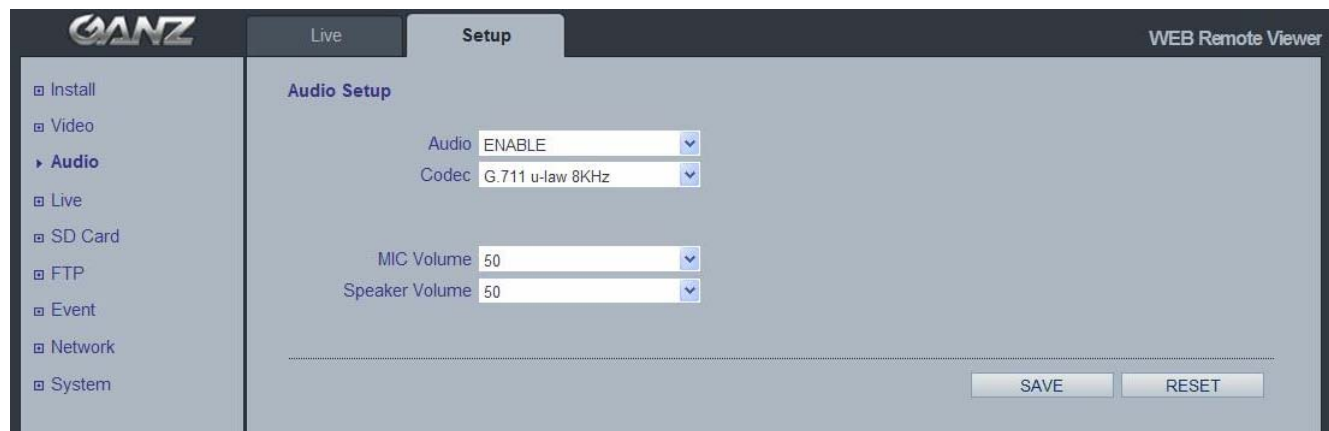 GANZ
Live
Setup
WEB Remote Viewer
Install
Video
Audio
Live
SD Card
FTP
Event
Network
System
Audio Setup
Audio ENABLE
Codec G.711 u-law 8KHz
MIC Volume 50
Speaker Volume 50
SAVE
RESET